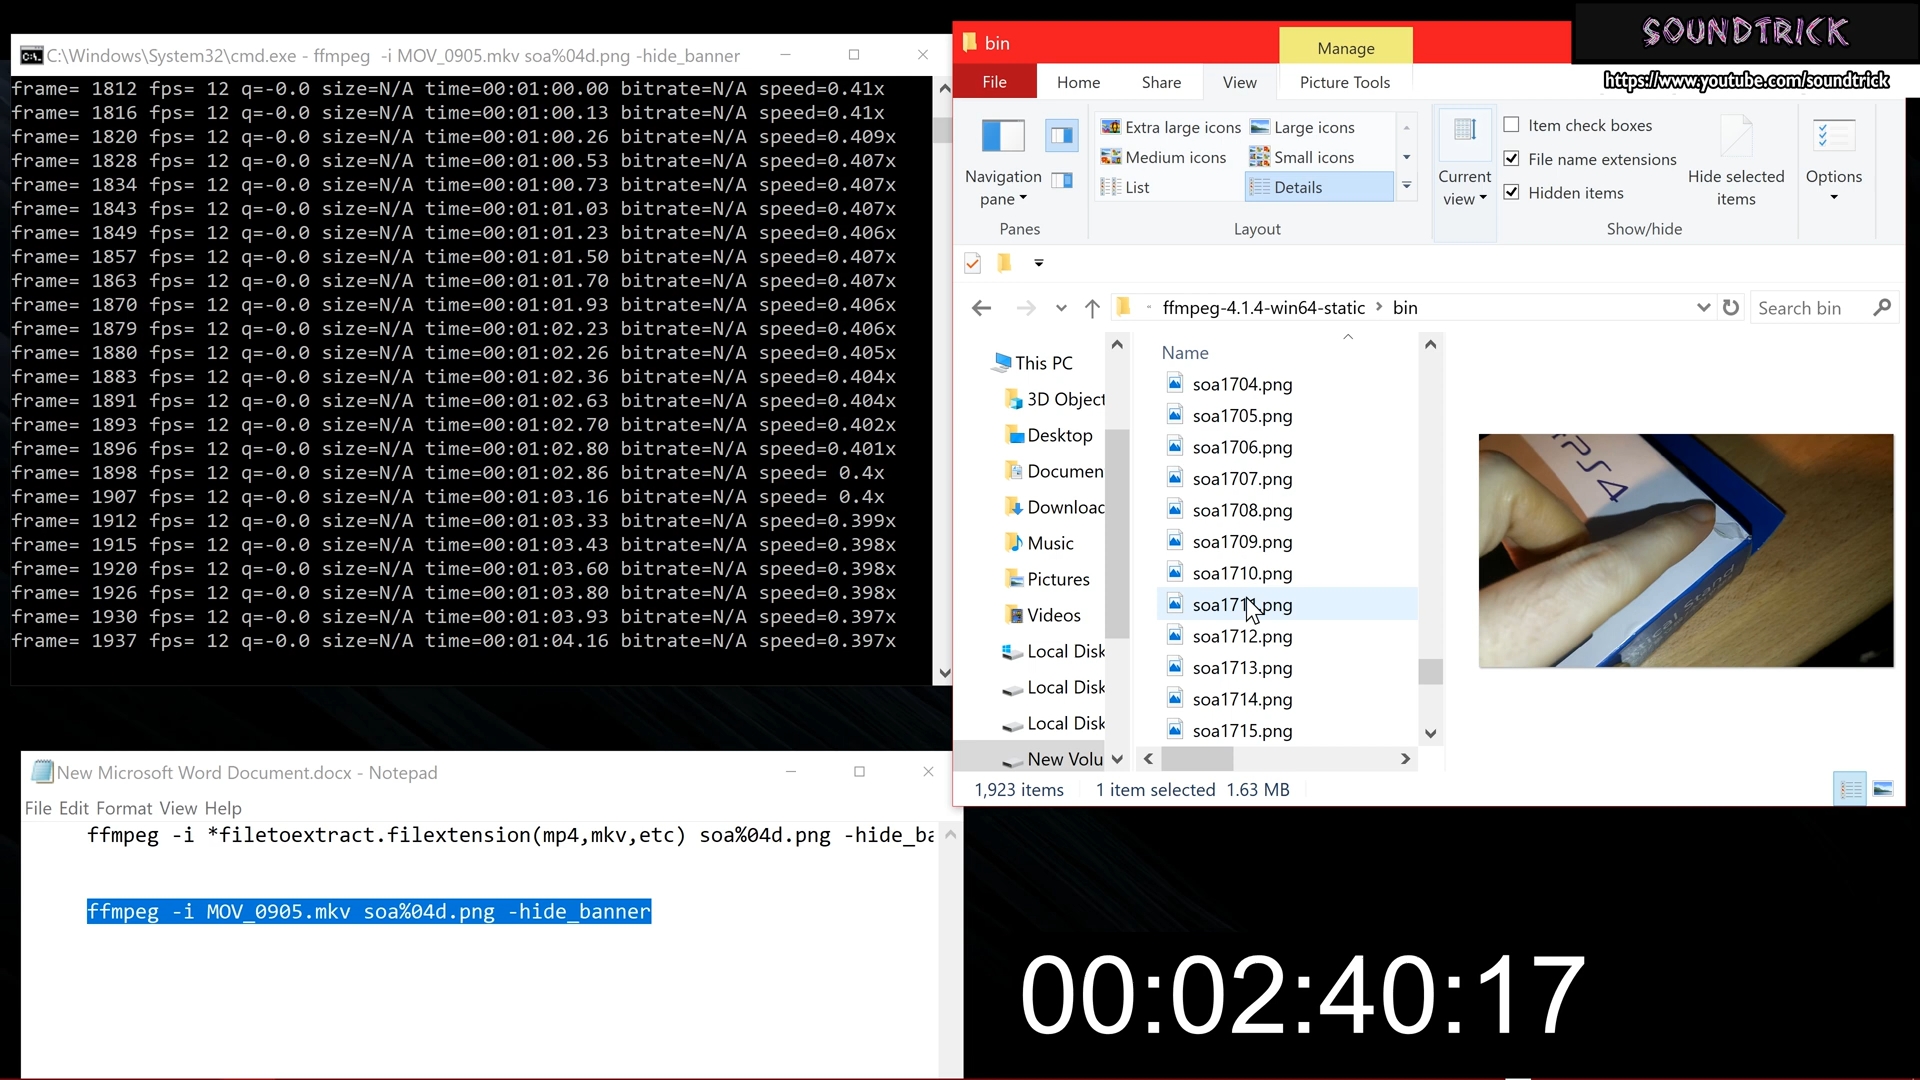 C:\Windows\System32\cmd.exe - ffmpeg  -i MOV_0905.mkv soa%04d.png -hide_banner
frame= 1812 fps= 12 q=-0.0 size=N/A time=00:01:00.00 bitrate=N/A speed=0.41x
frame= 1816 fps= 12 q=-0.0 size=N/A time=00:01:00.13 bitrate=N/A speed=0.41x
frame= 1820 fps= 12 q=-0.0 size=N/A time=00:01:00.26 bitrate=N/A speed=0.409x
frame= 1828 fps= 12 q=-0.0 size=N/A time=00:01:00.53 bitrate=N/A speed=0.407x
frame= 1834 fps= 12 q=-0.0 size=N/A time=00:01:00.73 bitrate=N/A speed=0.407x
frame= 1843 fps= 12 q=-0.0 size=N/A time=00:01:01.03 bitrate=N/A speed=0.407x
frame= 1849 fps= 12 q=-0.0 size=N/A time=00:01:01.23 bitrate=N/A speed=0.406x
frame= 1857 fps= 12 q=-0.0 size=N/A time=00:01:01.50 bitrate=N/A speed=0.407x
frame= 1863 fps= 12 q=-0.0 size=N/A time=00:01:01.70 bitrate=N/A speed=0.407x
frame= 1870 fps= 12 q=-0.0 size=N/A time=00:01:01.93 bitrate=N/A speed=0.406x
frame= 1879 fps= 12 q=-0.0 size=N/A time=00:01:02.23 bitrate=N/A speed=0.406x
frame= 1880 fps= 12 q=-0.0 size=N/A time=00:01:02.26 bitrate=N/A speed=0.405x
frame= 1883 fps= 12 q=-0.0 size=N/A time=00:01:02.36 bitrate=N/A speed=0.404x
frame= 1891 fps= 12 q=-0.0 size=N/A time=00:01:02.63 bitrate=N/A speed=0.404x
frame= 1893 fps= 12 q=-0.0 size=N/A time=00:01:02.70 bitrate=N/A speed=0.402x
frame= 1896 fps= 12 q=-0.0 size=N/A time=00:01:02.80 bitrate=N/A speed=0.401x
frame= 1898 fps= 12 q=-0.0 size=N/A time=00:01:02.86 bitrate=N/A speed= 0.4x
frame= 1907 fps= 12 q=-0.0 size=N/A time=00:01:03.16 bitrate=N/A speed= 0.4x
frame= 1912 fps= 12 q=-0.0 size=N/A time=00:01:03.33 bitrate=N/A speed=0.399x
frame= 1915 fps= 12 q=-0.0 size=N/A time=00:01:03.43 bitrate=N/A speed=0.398x
frame= 1920 fps= 12 q=-0.0 size=N/A time=00:01:03.60 bitrate=N/A speed=0.398x
frame= 1926 fps= 12 q=-0.0 size=N/A time=00:01:03.80 bitrate=N/A speed=0.398x
frame= 1930 fps= 12 q=-0.0 size=N/A time=00:01:03.93 bitrate=N/A speed=0.397x
frame= 1937 fps= 12 q=-0.0 size=N/A time=00:01:04.16 bitrate=N/A speed=0.397x
New Microsoft Word Document.docx - Notepad
File Edit Format View Help
ffmpeg -i *filetoextract.filextension(mp4,mkv,etc) soa%04d.png -hide_ba
ffmpeg -i MOV_0905.mkv soa%04d.png -hide_banner
SOUNDTRICK
https://www.youtube.com/soundtrick
bin
Manage
File Home Share View Picture Tools
Navigation pane
Panes
Extra large icons Large icons
Medium icons Small icons
List Details
Layout
Current view
Item check boxes
File name extensions
Hidden items
Hide selected items
Show/hide
Options
ffmpeg-4.1.4-win64-static > bin
Search bin
This PC
3D Object
Desktop
Documen
Downloac
Music
Pictures
Videos
Local Disk
Local Disk
Local Disk
New Volu
Name
soa1704.png
soa1705.png
soa1706.png
soa1707.png
soa1708.png
soa1709.png
soa1710.png
soa1711.png
soa1712.png
soa1713.png
soa1714.png
soa1715.png
PS4
1,923 items 1 item selected 1.63 MB
00:02:40:17